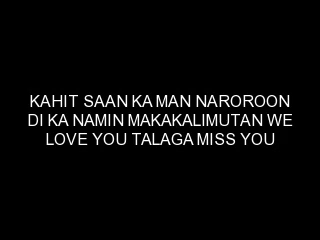 KAHIT SAAN KA MAN NAROROON
DI KA NAMIN MAKAKALIMUTAN WE
LOVE YOU TALAGA MISS YOU